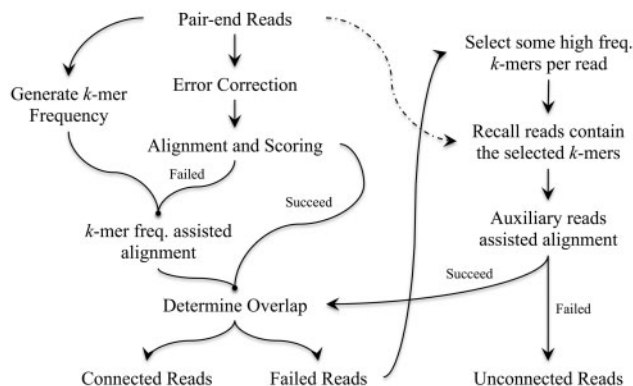 Pair-end Reads
Generate k-mer
Frequency
Error Correction
Alignment and Scoring
Failed
Succeed
k-mer freq. assisted
alignment
Determine Overlap
Connected Reads
Failed Reads
Select some high freq.
k-mers per read
Recall reads contain
the selected k-mers
Auxiliary reads
assisted alignment
Succeed
Failed
Unconnected Reads